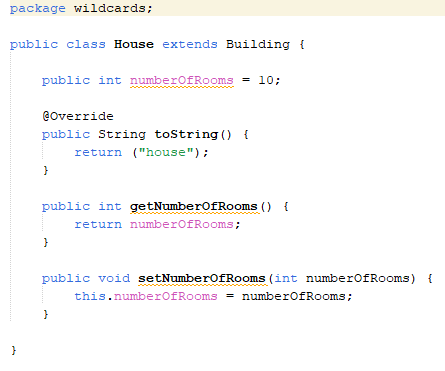 package wildcards;
public class House extends Building {
public int numberOfRooms = 10;
@Override
public String toString() {
return ("house");
}
public int getNumberOfRooms() {
return numberOfRooms;
}
public void setNumberOfRooms(int numberOfRooms) {
this.numberOfRooms = numberOfRooms;
}
}